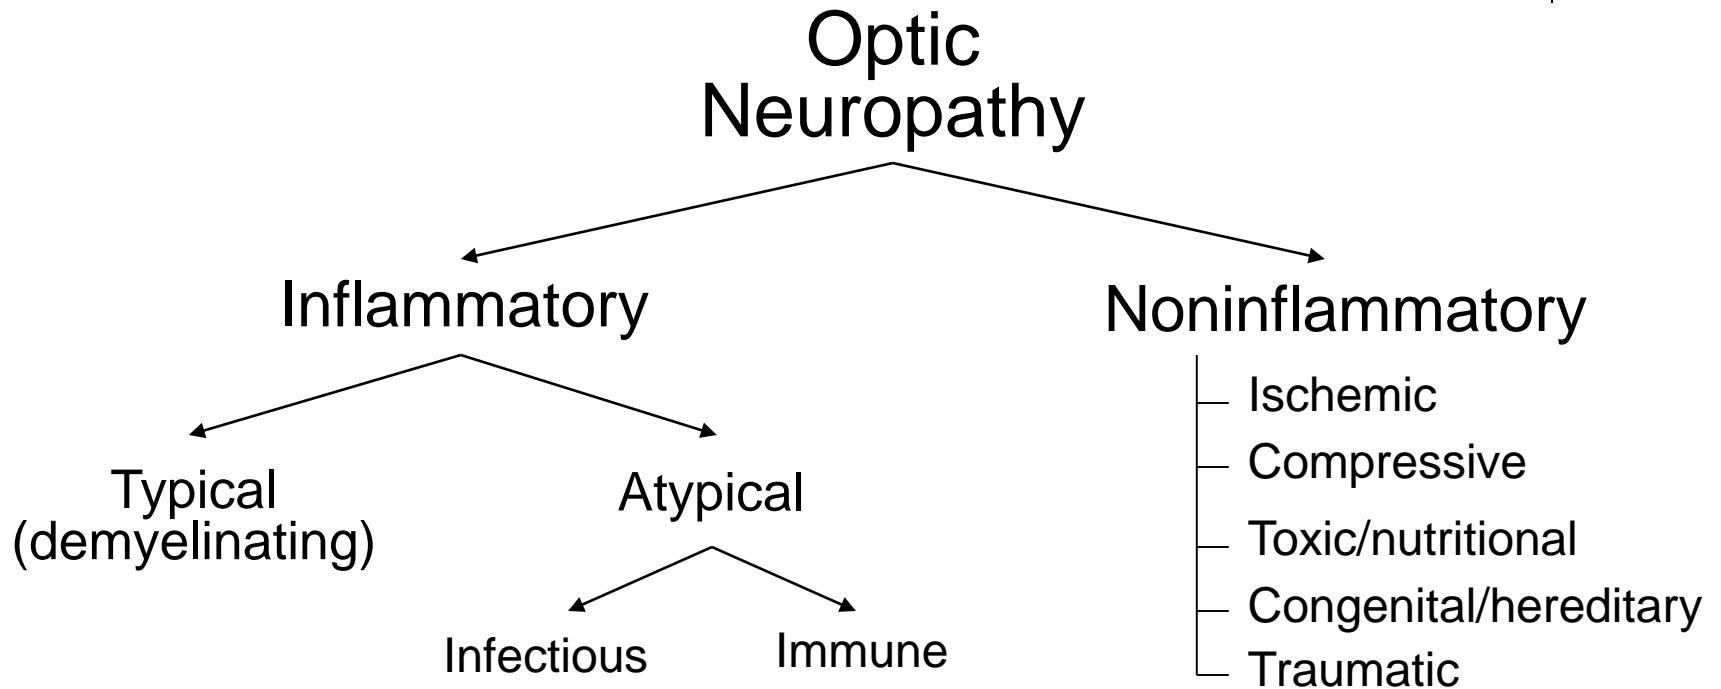 Optic
Neuropathy
Inflammatory
Noninflammatory
Typical
(demyelinating)
Atypical
Infectious
Immune
Ischemic
Compressive
Toxic/nutritional
Congenital/hereditary
Traumatic